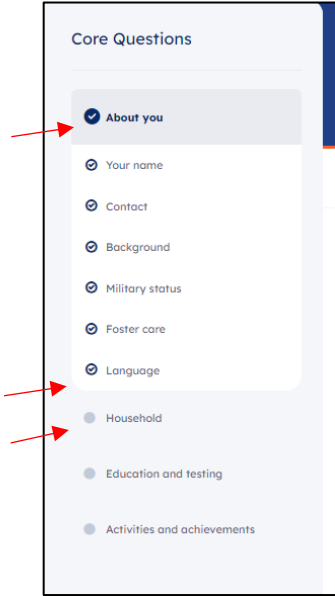 Core Questions
About you
Your name
Contact
Background
Military status
Foster care
Language
Household
Education and testing
Activities and achievements